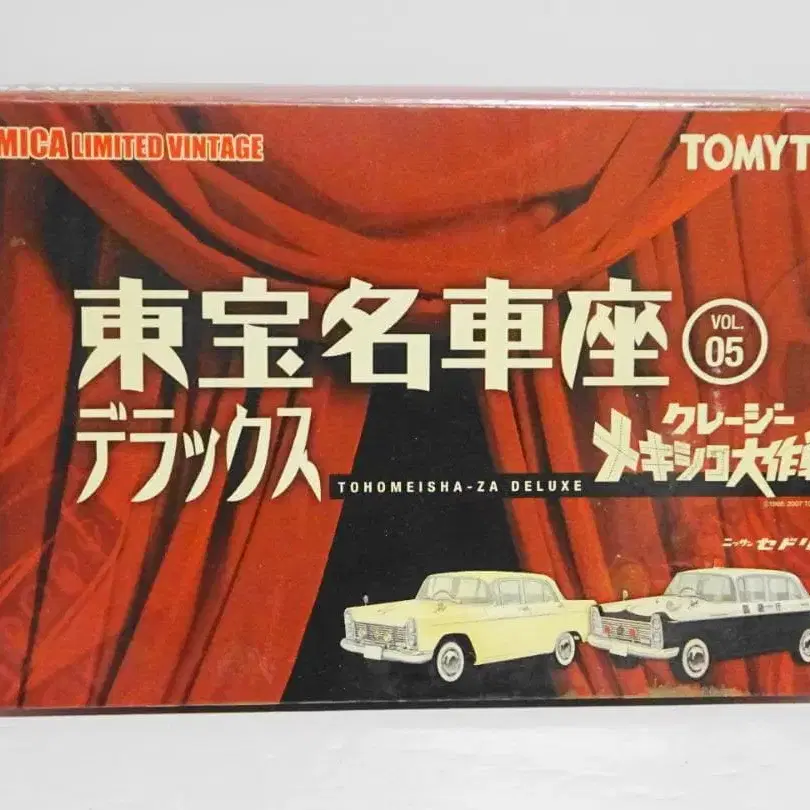 MICA LIMITED VINTAGE
TOMYT
東宝名車座
VOL.
05
デラックス
クレージー
メキシコ大作
TOHOMEISHA-ZA DELUXE
ニッサン セドリ